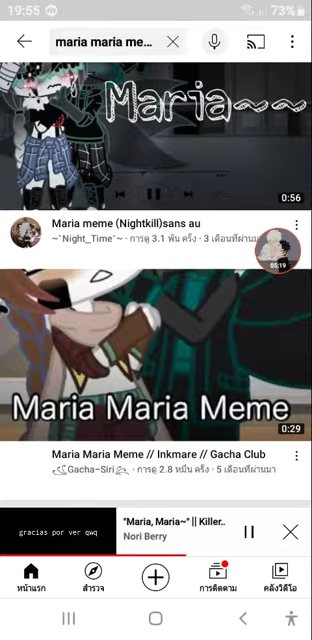 19:55
73%
maria maria me...
Maria~~
0:56
Maria meme (Nightkill)sans au
~"Night_Time"~ · การดู 3.1 พัน ครั้ง · 3 เดือนที่ผ่านมา
05:19
Maria Maria Meme
0:29
Maria Maria Meme // Inkmare // Gacha Club
Gacha-Siri · การดู 2.8 หมื่น ครั้ง · 5 เดือนที่ผ่านมา
gracias por ver qwq
"Maria, Maria~" || Killer..
Nori Berry
หน้าแรก
สำรวจ
การติดตาม
คลังวิดีโอ